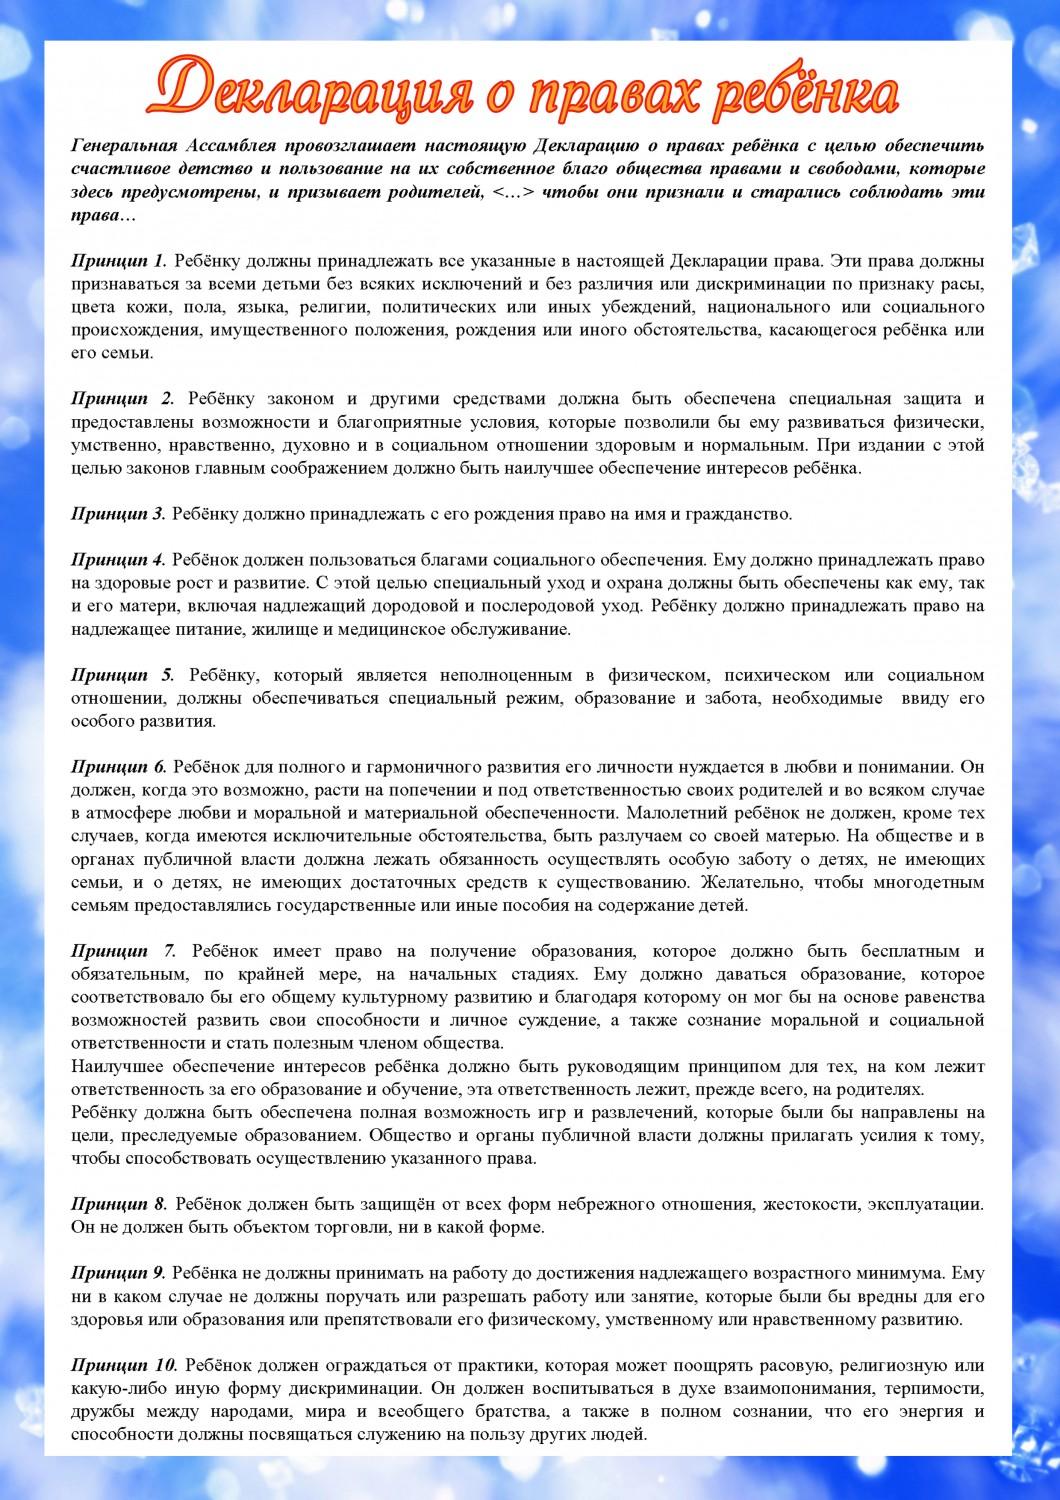 Декларация о правах ребёнка
Генеральная Ассамблея провозглашает настоящую Декларацию о правах ребёнка с целью обеспечить
счастливое детство и пользование на их собственное благо общества правами и свободами, которые
здесь предусмотрены, и призывает родителей, <…> чтобы они признали и старались соблюдать эти
права…
Принцип 1. Ребёнку должны принадлежать все указанные в настоящей Декларации права. Эти права должны
признаваться за всеми детьми без всяких исключений и без различия или дискриминации по признаку расы,
цвета кожи, пола, языка, религии, политических или иных убеждений, национального или социального
происхождения, имущественного положения, рождения или иного обстоятельства, касающегося ребёнка или
его семьи.
Принцип 2. Ребёнку законом и другими средствами должна быть обеспечена специальная защита и
предоставлены возможности и благоприятные условия, которые позволили бы ему развиваться физически,
умственно, нравственно, духовно и в социальном отношении здоровым и нормальным. При издании с этой
целью законов главным соображением должно быть наилучшее обеспечение интересов ребёнка.
Принцип 3. Ребёнку должно принадлежать с его рождения право на имя и гражданство.
Принцип 4. Ребёнок должен пользоваться благами социального обеспечения. Ему должно принадлежать право
на здоровые рост и развитие. С этой целью специальный уход и охрана должны быть обеспечены как ему, так
и его матери, включая надлежащий дородовой и послеродовой уход. Ребёнку должно принадлежать право на
надлежащее питание, жилище и медицинское обслуживание.
Принцип 5. Ребёнку, который является неполноценным в физическом, психическом или социальном
отношении, должны обеспечиваться специальный режим, образование и забота, необходимые ввиду его
особого развития.
Принцип 6. Ребёнок для полного и гармоничного развития его личности нуждается в любви и понимании. Он
должен, когда это возможно, расти на попечении и под ответственностью своих родителей и во всяком случае
в атмосфере любви и моральной и материальной обеспеченности. Малолетний ребёнок не должен, кроме тех
случаев, когда имеются исключительные обстоятельства, быть разлучаем со своей матерью. На обществе и в
органах публичной власти должна лежать обязанность осуществлять особую заботу о детях, не имеющих
семьи, и о детях, не имеющих достаточных средств к существованию. Желательно, чтобы многодетным
семьям предоставлялись государственные или иные пособия на содержание детей.
Принцип 7. Ребёнок имеет право на получение образования, которое должно быть бесплатным и
обязательным, по крайней мере, на начальных стадиях. Ему должно даваться образование, которое
соответствовало бы его общему культурному развитию и благодаря которому он мог бы на основе равенства
возможностей развить свои способности и личное суждение, а также сознание моральной и социальной
ответственности и стать полезным членом общества.
Наилучшее обеспечение интересов ребёнка должно быть руководящим принципом для тех, на ком лежит
ответственность за его образование и обучение, эта ответственность лежит, прежде всего, на родителях.
Ребёнку должна быть обеспечена полная возможность игр и развлечений, которые были бы направлены на
цели, преследуемые образованием. Общество и органы публичной власти должны прилагать усилия к тому,
чтобы способствовать осуществлению указанного права.
Принцип 8. Ребёнок должен быть защищён от всех форм небрежного отношения, жестокости, эксплуатации.
Он не должен быть объектом торговли, ни в какой форме.
Принцип 9. Ребёнка не должны принимать на работу до достижения надлежащего возрастного минимума. Ему
ни в каком случае не должны поручать или разрешать работу или занятие, которые были бы вредны для его
здоровья или образования или препятствовали его физическому, умственному или нравственному развитию.
Принцип 10. Ребёнок должен ограждаться от практики, которая может поощрять расовую, религиозную или
какую-либо иную форму дискриминации. Он должен воспитываться в духе взаимопонимания, терпимости,
дружбы между народами, мира и всеобщего братства, а также в полном сознании, что его энергия и
способности должны посвящаться служению на пользу других людей.